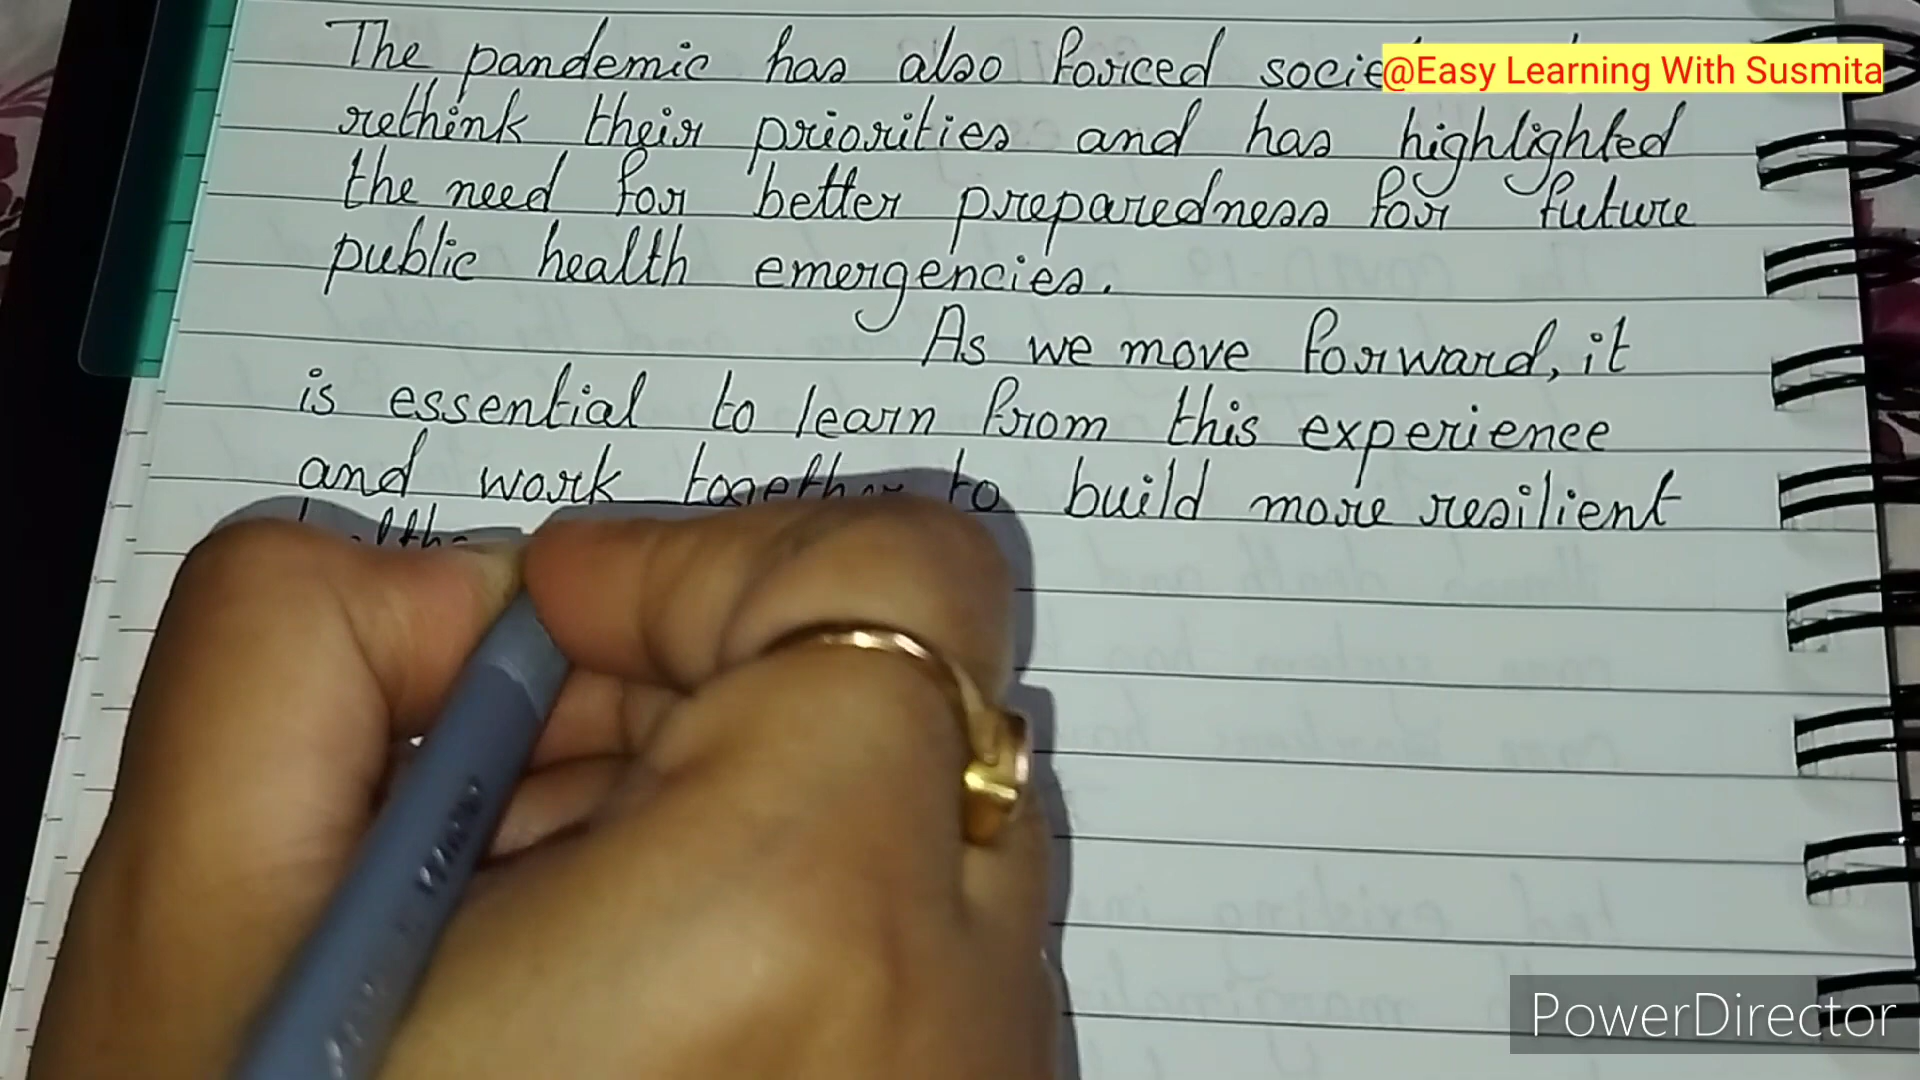 The pandemic has also forced
@Easy Learning With Susmita
rethink their priorities and has highlighted
the need for better preparedness for future
public health emergencies.
As we move forward, it
is essential to learn from this experience
and work together to build more resilient
PowerDirector